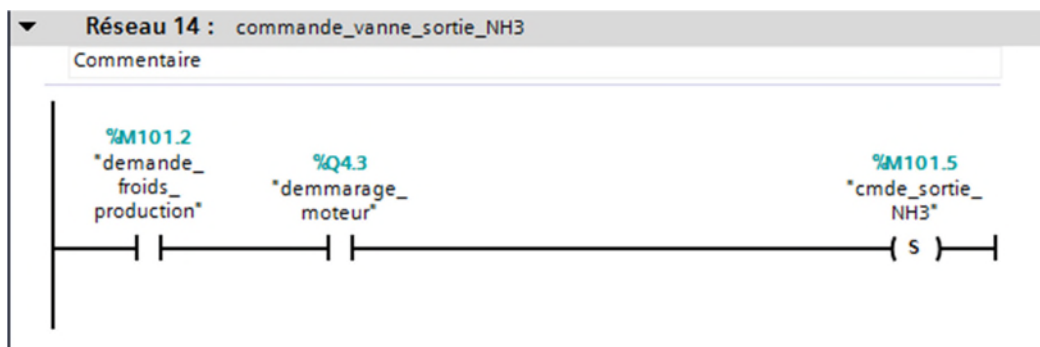 Réseau 14 : commande_vanne_sortie_NH3
Commentaire
%M101.2
"demande_
froids_
production"
%Q4.3
"demmarage_
moteur"
%M101.5
"cmde_sortie_
NH3"
S